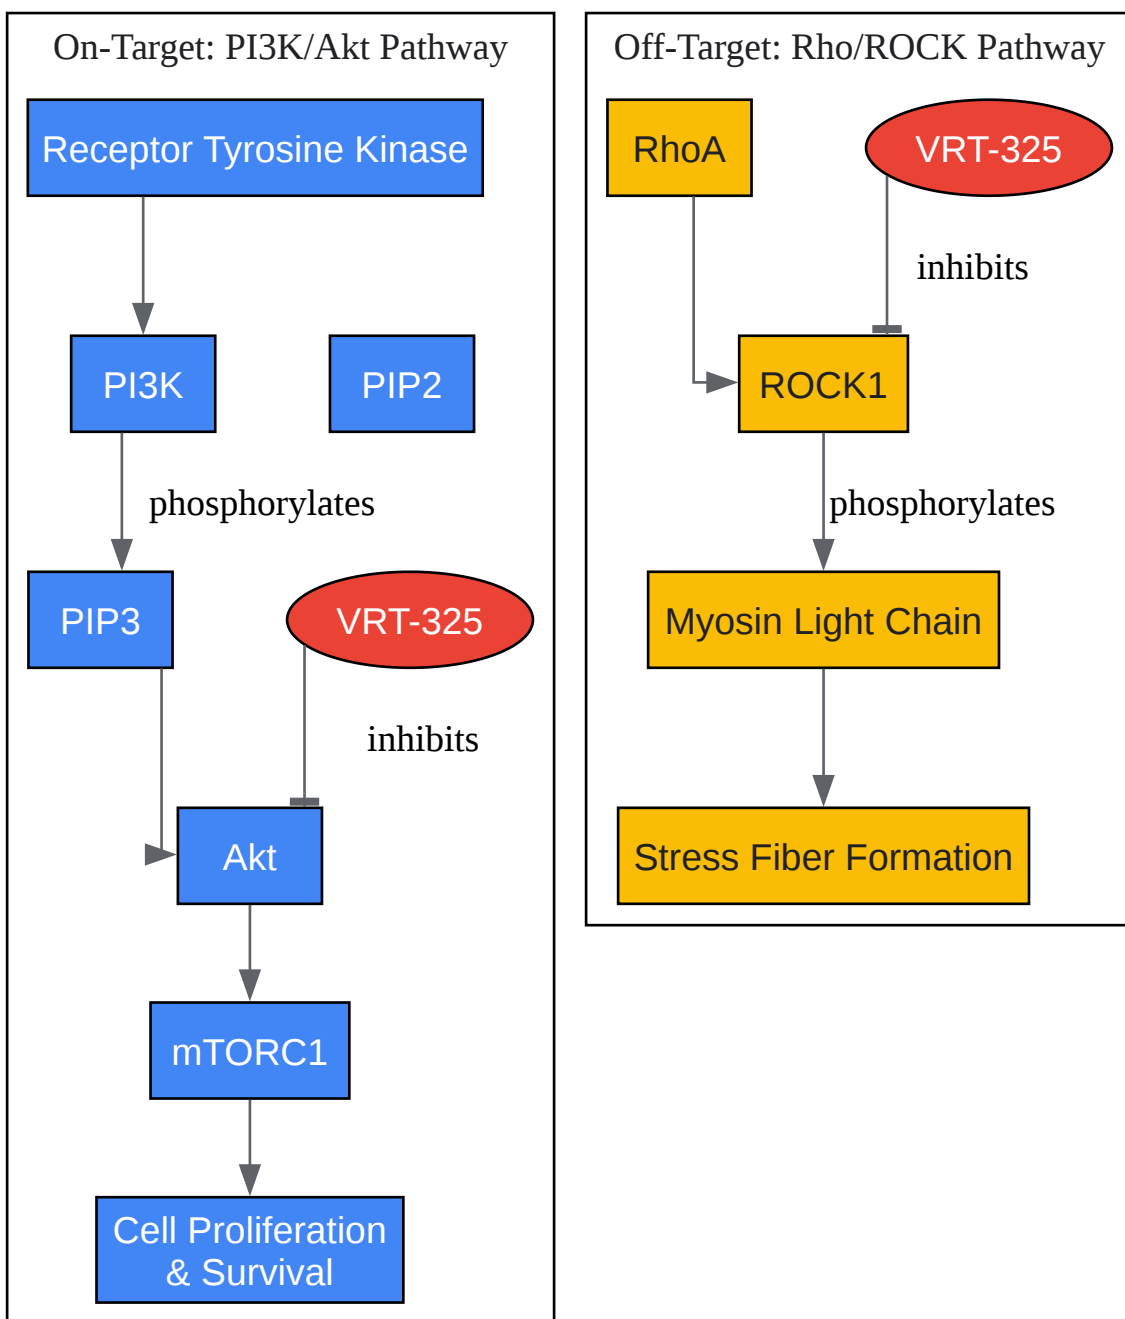 On-Target: PI3K/Akt Pathway
Receptor Tyrosine Kinase
PI3K
PIP2
phosphorylates
PIP3
VRT-325
inhibits
Akt
mTORC1
Cell Proliferation
& Survival
Off-Target: Rho/ROCK Pathway
RhoA
VRT-325
inhibits
ROCK1
phosphorylates
Myosin Light Chain
Stress Fiber Formation